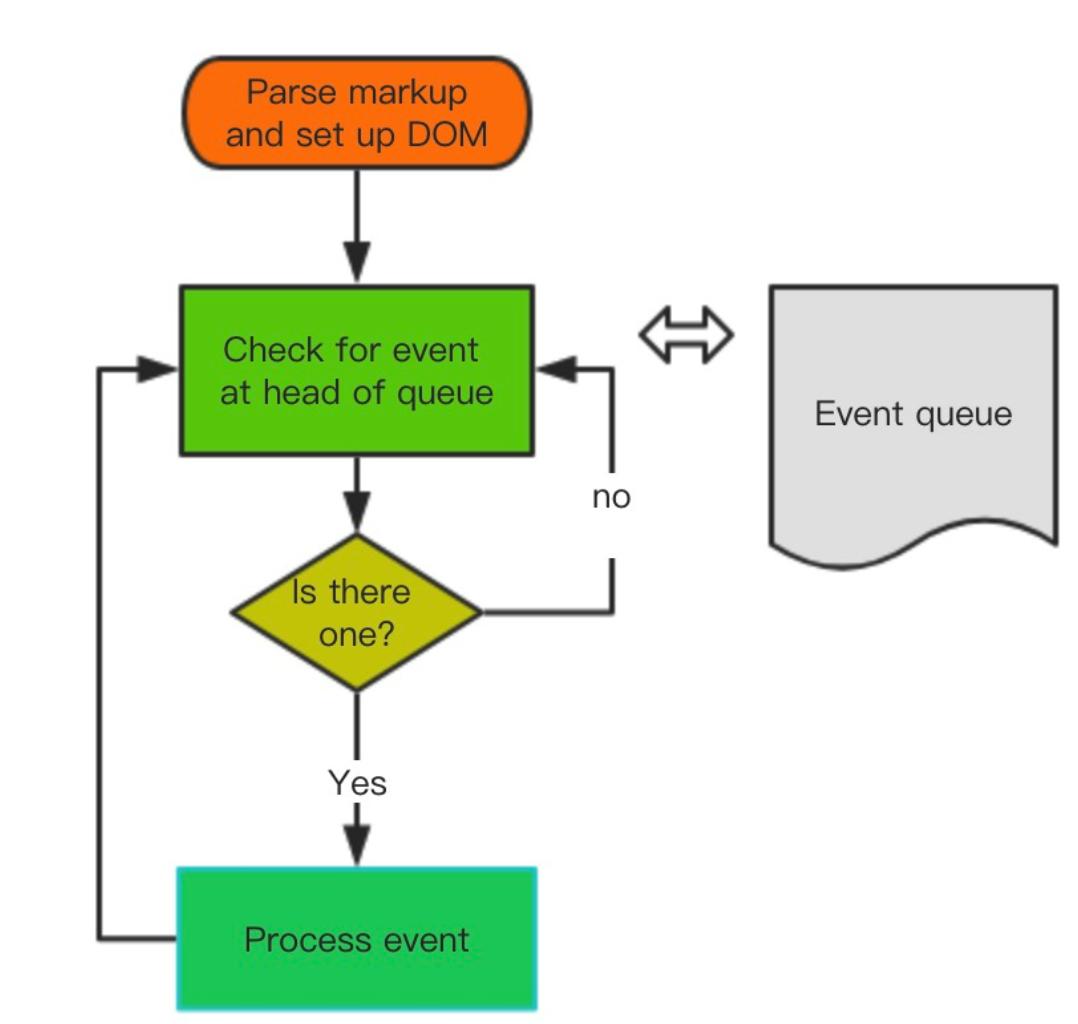 Parse markup
and set up DOM
Check for event
at head of queue
Event queue
no
Is there
one?
Yes
Process event